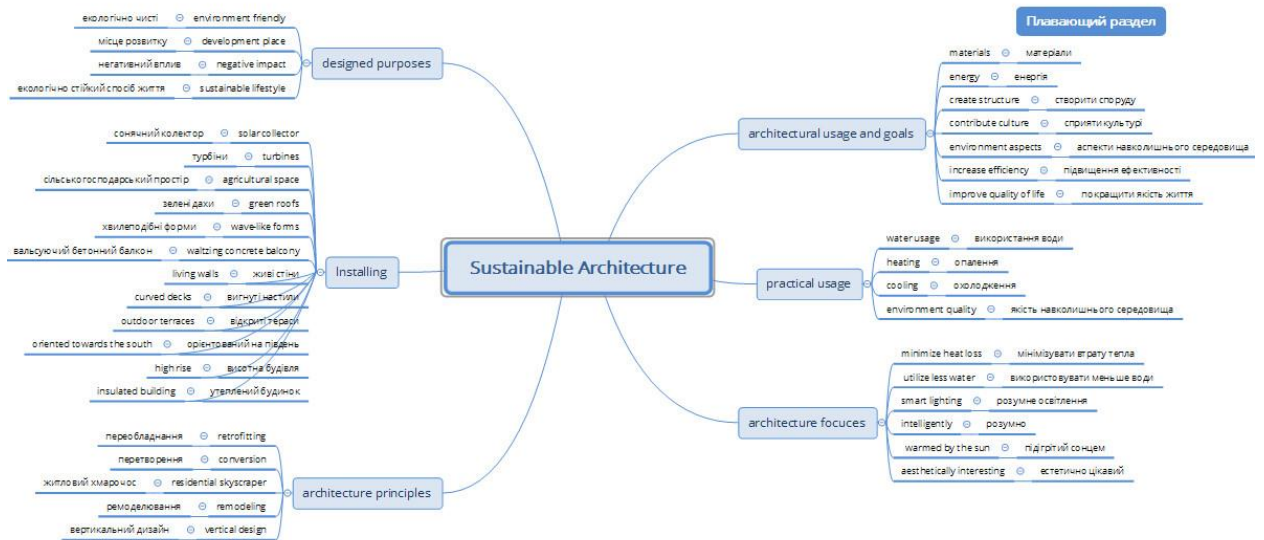 Sustainable Architecture
Плавающий раздел
designed purposes
екологічно чисті environment friendly
місце розвитку development place
негативний вплив negative impact
екологічно стійкий спосіб життя sustainable lifestyle
Installing
сонячний колектор solar collector
турбіни turbines
сільськогосподарський простір agricultural space
зелені дахи green roofs
хвилеподібні форми wave-like forms
вальсуючий бетонний балкон waltzing concrete balcony
living walls живі стіни
curved decks вигнуті настили
outdoor terraces відкриті тераси
oriented towards the south орієнтований на південь
high rise висотна будівля
insulated building утеплений будинок
architecture principles
переобладнання retrofitting
перетворення conversion
житловий хмарочос residential skyscraper
ремоделювання remodeling
вертикальний дизайн vertical design
architectural usage and goals
materials матеріали
energy енергія
create structure створити споруду
contribute culture сприяти культурі
environment aspects аспекти навколишнього середовища
increase efficiency підвищення ефективності
improve quality of life покращити якість життя
practical usage
water usage використання води
heating опалення
cooling охолодження
environment quality якість навколишнього середовища
architecture focuces
minimize heat loss мінімізувати втрату тепла
utilize less water використовувати меньше води
smart lighting розумне освітлення
intelligently розумно
warmed by the sun підігрітий сонцем
aesthetically interesting естетично цікавий